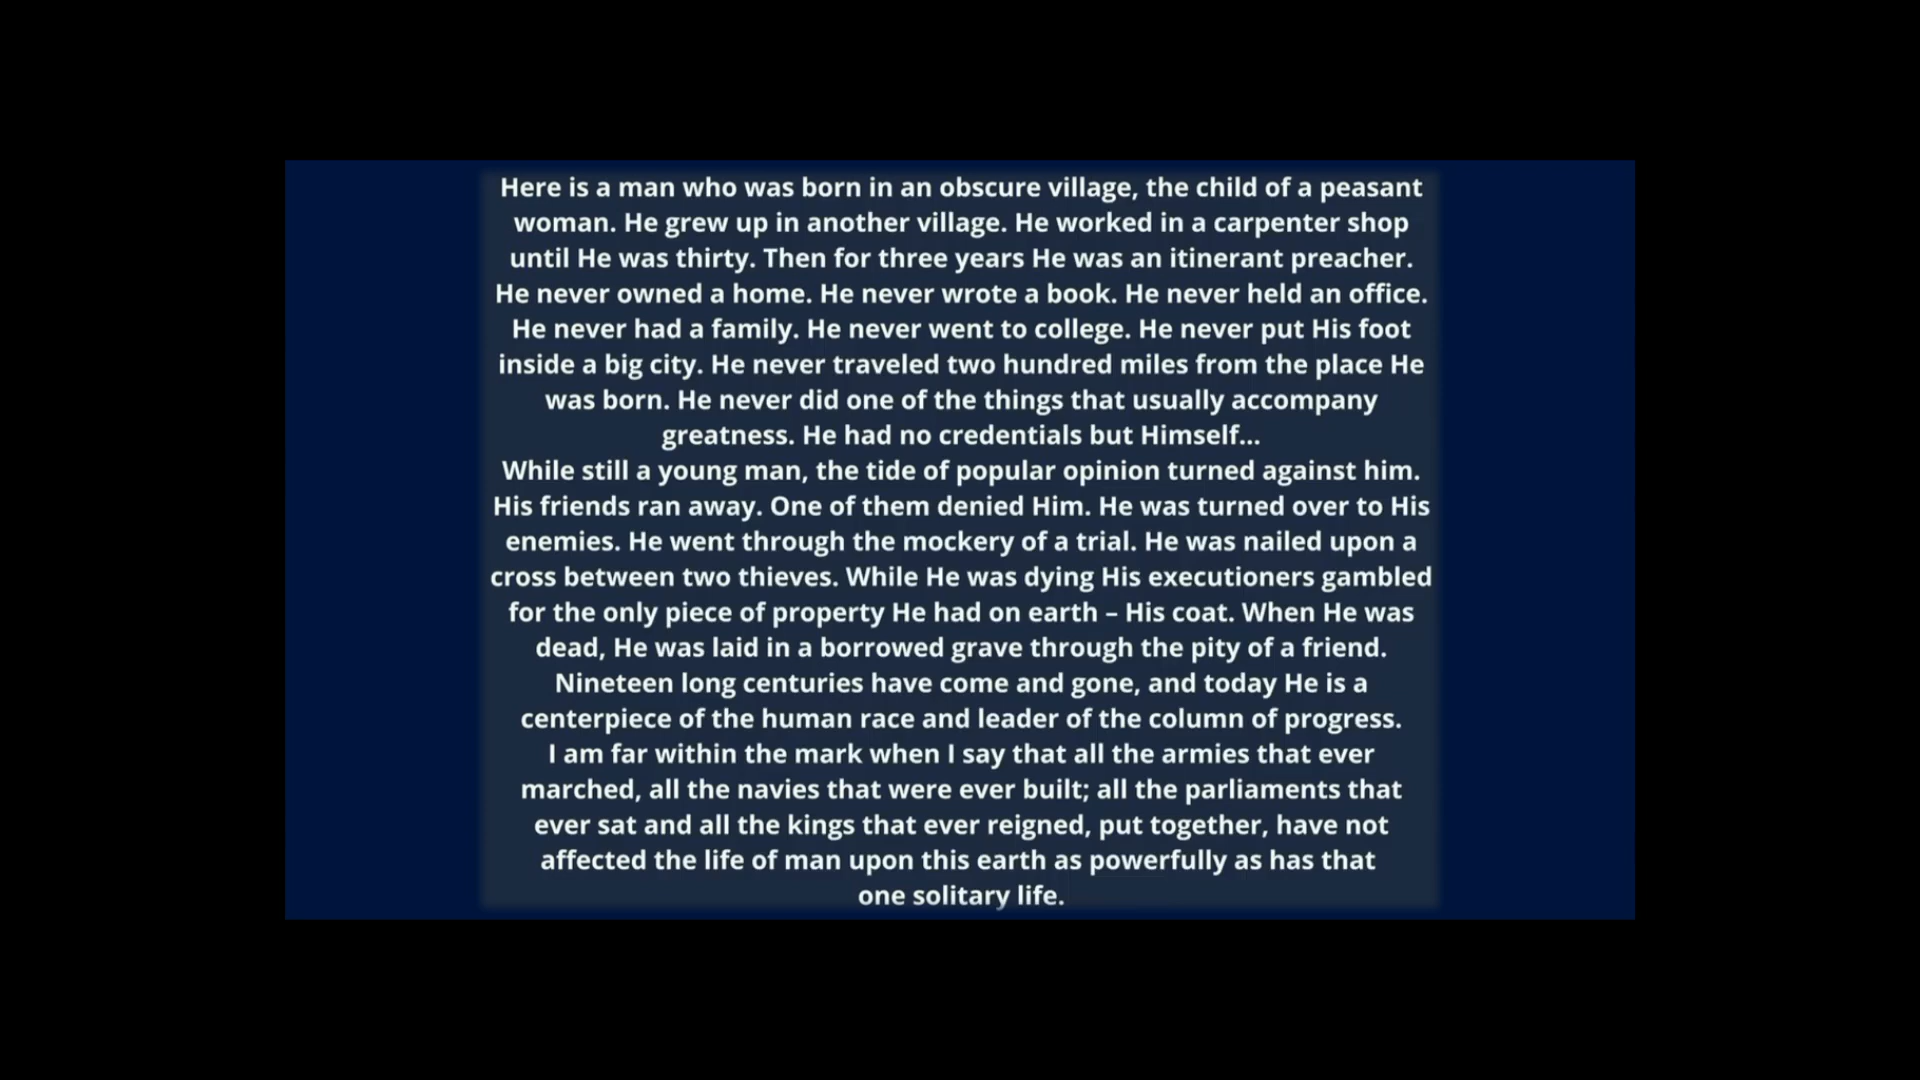 Here is a man who was born in an obscure village, the child of a peasant
woman. He grew up in another village. He worked in a carpenter shop
until He was thirty. Then for three years He was an itinerant preacher.
He never owned a home. He never wrote a book. He never held an office.
He never had a family. He never went to college. He never put His foot
inside a big city. He never traveled two hundred miles from the place He
was born. He never did one of the things that usually accompany
greatness. He had no credentials but Himself...
While still a young man, the tide of popular opinion turned against him.
His friends ran away. One of them denied Him. He was turned over to His
enemies. He went through the mockery of a trial. He was nailed upon a
cross between two thieves. While He was dying His executioners gambled
for the only piece of property He had on earth – His coat. When He was
dead, He was laid in a borrowed grave through the pity of a friend.
Nineteen long centuries have come and gone, and today He is a
centerpiece of the human race and leader of the column of progress.
I am far within the mark when I say that all the armies that ever
marched, all the navies that were ever built; all the parliaments that
ever sat and all the kings that ever reigned, put together, have not
affected the life of man upon this earth as powerfully as has that
one solitary life.